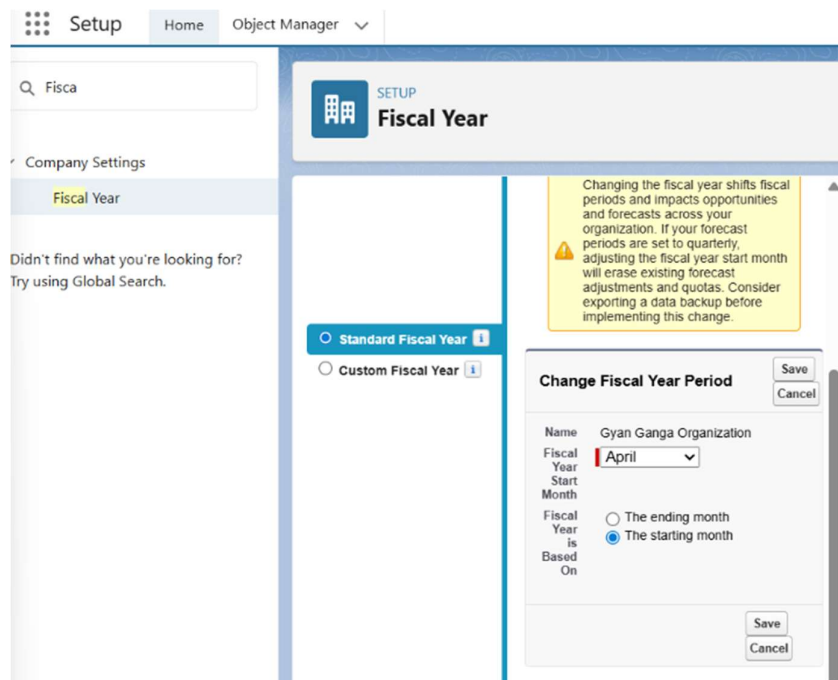 Setup
Home
Object Manager
Fisca
SETUP
Fiscal Year
Company Settings
Fiscal Year
Didn't find what you're looking for?
Try using Global Search.
Changing the fiscal year shifts fiscal
periods and impacts opportunities
and forecasts across your
organization. If your forecast
periods are set to quarterly,
adjusting the fiscal year start month
will erase existing forecast
adjustments and quotas. Consider
exporting a data backup before
implementing this change.
Standard Fiscal Year i
Custom Fiscal Year i
Change Fiscal Year Period
Save
Cancel
Name Gyan Ganga Organization
Fiscal
Year
Start
Month
April
Fiscal
Year
is
Based
On
The ending month
The starting month
Save
Cancel